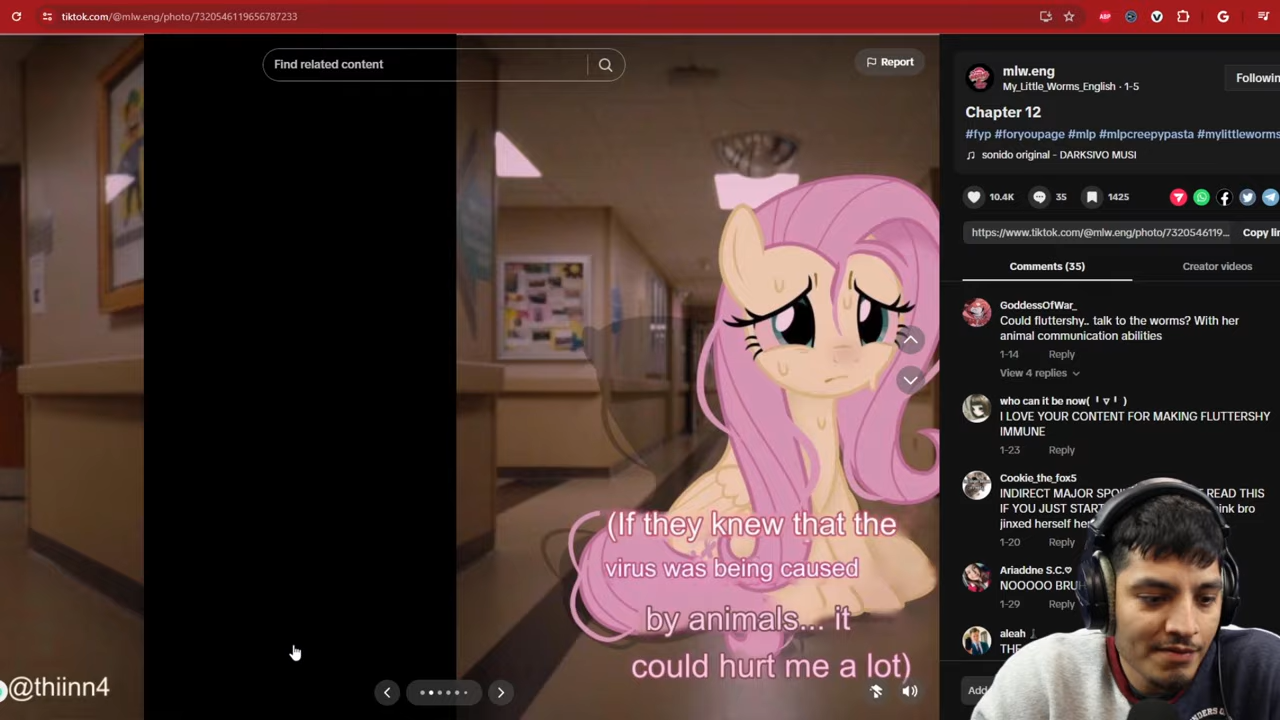 tiktok.com/@mlw.eng/photo/7320546119656787233
ABP
Find related content
Report
mlw.eng
My_Little_Worms_English · 1-5
Followin
Chapter 12
#fyp #foryoupage #mlp #mlpcreepypasta #mylittleworms
sonido original - DARKSIVO MUSI
10.4K
35
1425
https://www.tiktok.com/@mlw.eng/photo/7320546119...
Copy lin
Comments (35)
Creator videos
GoddessOfWar_
Could fluttershy.. talk to the worms? With her
animal communication abilities
1-14
Reply
View 4 replies
who can it be now( ╹▽╹ )
I LOVE YOUR CONTENT FOR MAKING FLUTTERSHY
IMMUNE
1-23
Reply
Cookie_the_fox5
INDIRECT MAJOR SPO READ THIS
IF YOU JUST START ink bro
jinxed herself he
1-20
Reply
Ariaddne S.C.♡
NOOOOO BRUH
1-29
Reply
aleah
THE
Add
(If they knew that the
virus was being caused
by animals... it
could hurt me a lot)
@thiinn4